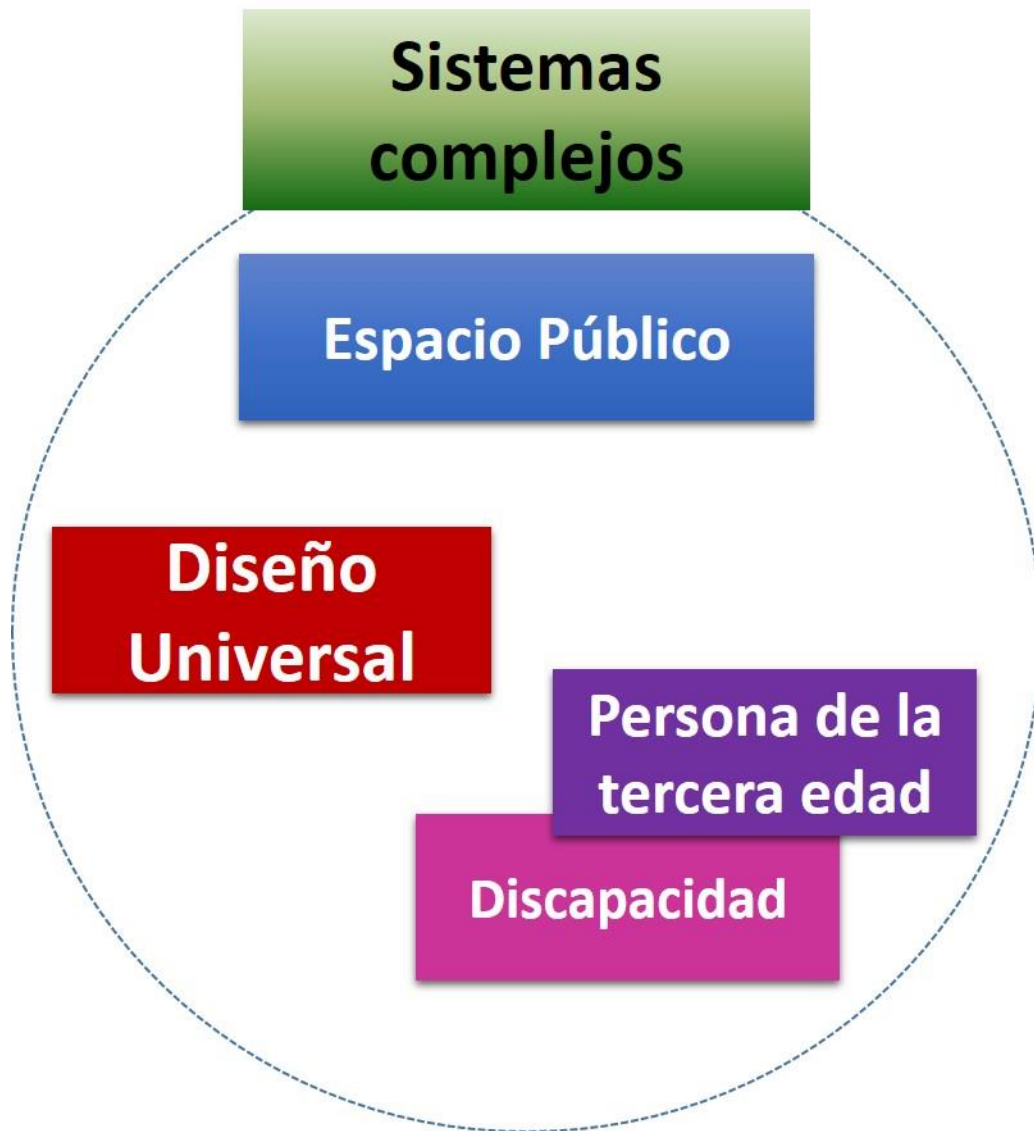 Sistemas
complejos
Espacio Público
Diseño
Universal
Persona de la
tercera edad
Discapacidad